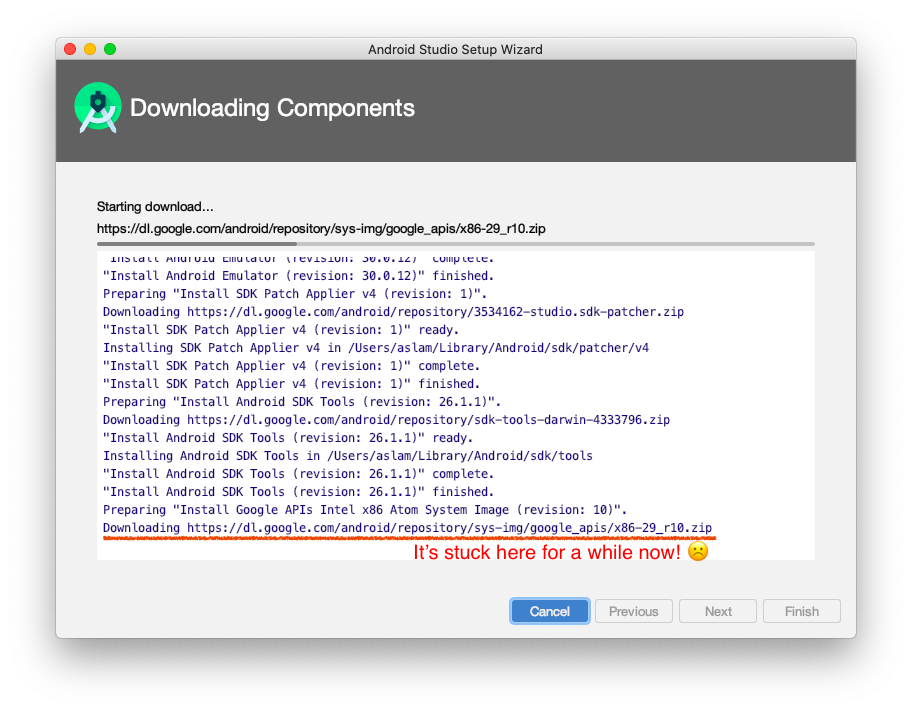 Android Studio Setup Wizard
Downloading Components
Starting download...
https://dl.google.com/android/repository/sys-img/google_apis/x86-29_r10.zip
"Install Android Emulator (revision: 30.0.12)" complete.
"Install Android Emulator (revision: 30.0.12)" finished.
Preparing "Install SDK Patch Applier v4 (revision: 1)".
Downloading https://dl.google.com/android/repository/3534162-studio.sdk-patcher.zip
"Install SDK Patch Applier v4 (revision: 1)" ready.
Installing SDK Patch Applier v4 in /Users/aslam/Library/Android/sdk/patcher/v4
"Install SDK Patch Applier v4 (revision: 1)" complete.
"Install SDK Patch Applier v4 (revision: 1)" finished.
Preparing "Install Android SDK Tools (revision: 26.1.1)".
Downloading https://dl.google.com/android/repository/sdk-tools-darwin-4333796.zip
"Install Android SDK Tools (revision: 26.1.1)" ready.
Installing Android SDK Tools in /Users/aslam/Library/Android/sdk/tools
"Install Android SDK Tools (revision: 26.1.1)" complete.
"Install Android SDK Tools (revision: 26.1.1)" finished.
Preparing "Install Google APIs Intel x86 Atom System Image (revision: 10)".
Downloading https://dl.google.com/android/repository/sys-img/google_apis/x86-29_r10.zip
It's stuck here for a while now! ☹️
Cancel
Previous
Next
Finish